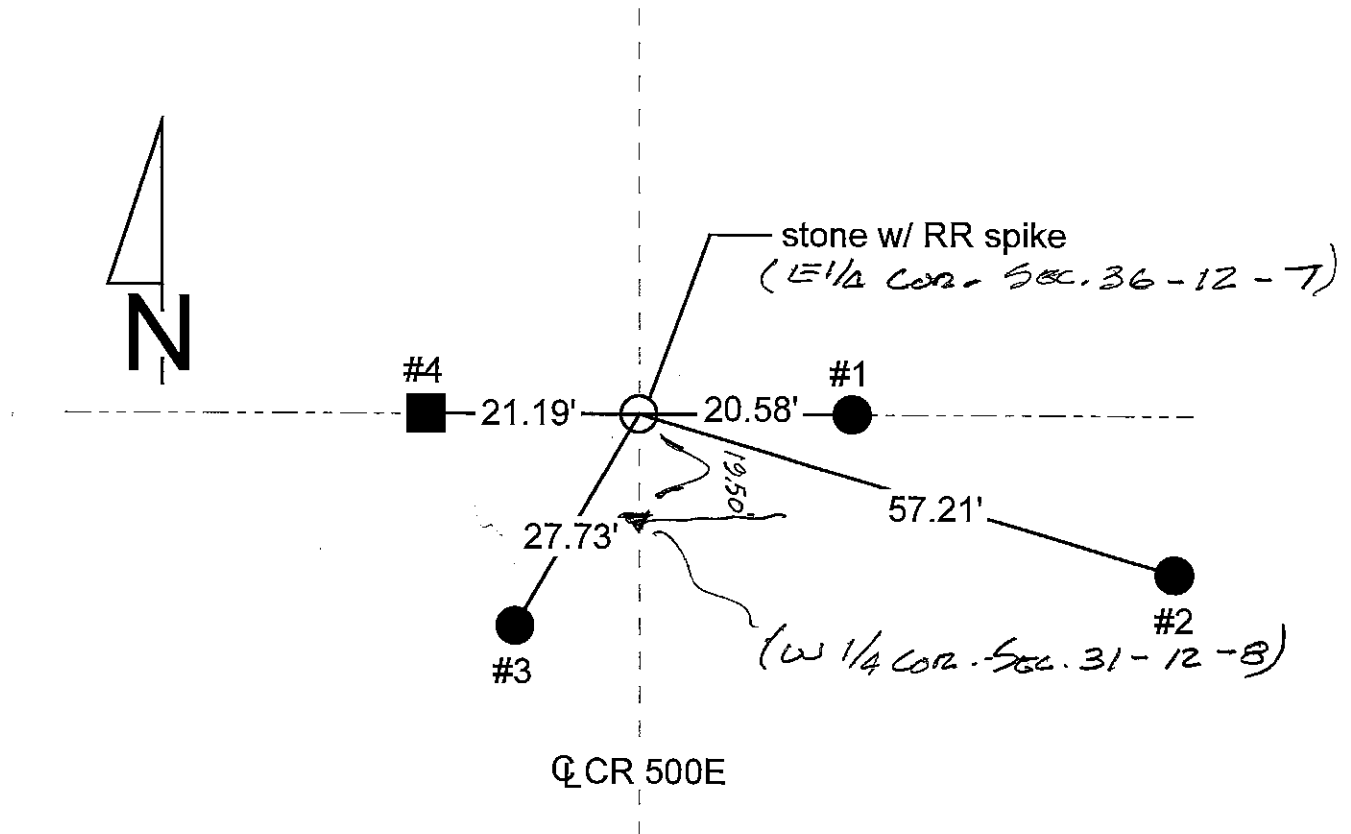 stone w/ RR spike
(E 1/4 COR. SEC. 36-12-7)
N
#4
#1
21.19'
20.58'
19.50'
57.21'
27.73'
#2
(W 1/4 COR. SEC. 31-12-8)
#3
℄ CR 500E